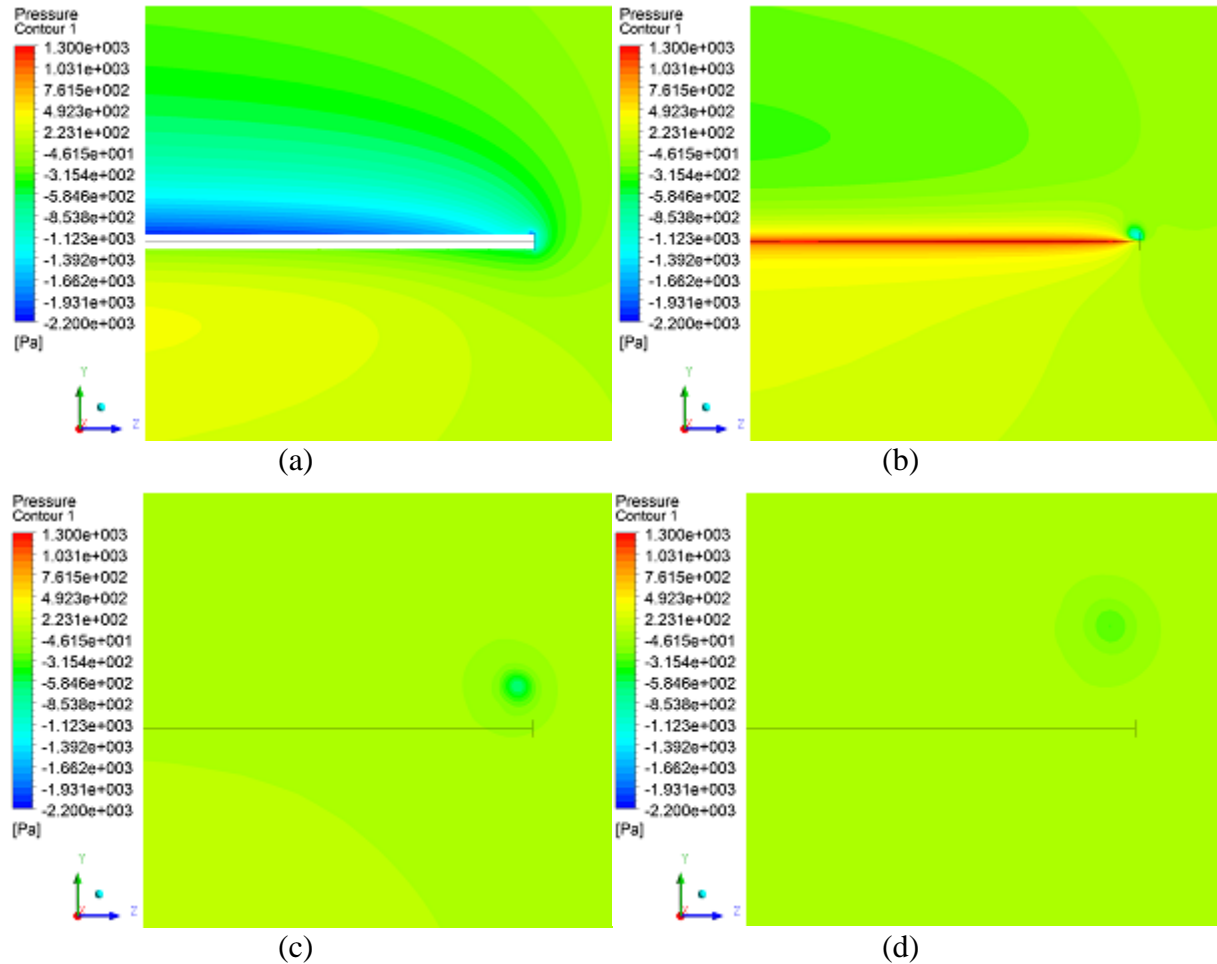 Pressure
Contour 1
1.300e+003
1.031e+003
7.615e+002
4.923e+002
2.231e+002
-4.615e+001
-3.154e+002
-5.846e+002
-8.538e+002
-1.123e+003
-1.392e+003
-1.662e+003
-1.931e+003
-2.200e+003
[Pa]
Y
Z
(a)
Pressure
Contour 1
1.300e+003
1.031e+003
7.615e+002
4.923e+002
2.231e+002
-4.615e+001
-3.154e+002
-5.846e+002
-8.538e+002
-1.123e+003
-1.392e+003
-1.662e+003
-1.931e+003
-2.200e+003
[Pa]
Y
Z
(b)
Pressure
Contour 1
1.300e+003
1.031e+003
7.615e+002
4.923e+002
2.231e+002
-4.615e+001
-3.154e+002
-5.846e+002
-8.538e+002
-1.123e+003
-1.392e+003
-1.662e+003
-1.931e+003
-2.200e+003
[Pa]
Y
Z
(c)
Pressure
Contour 1
1.300e+003
1.031e+003
7.615e+002
4.923e+002
2.231e+002
-4.615e+001
-3.154e+002
-5.846e+002
-8.538e+002
-1.123e+003
-1.392e+003
-1.662e+003
-1.931e+003
-2.200e+003
[Pa]
Y
Z
(d)